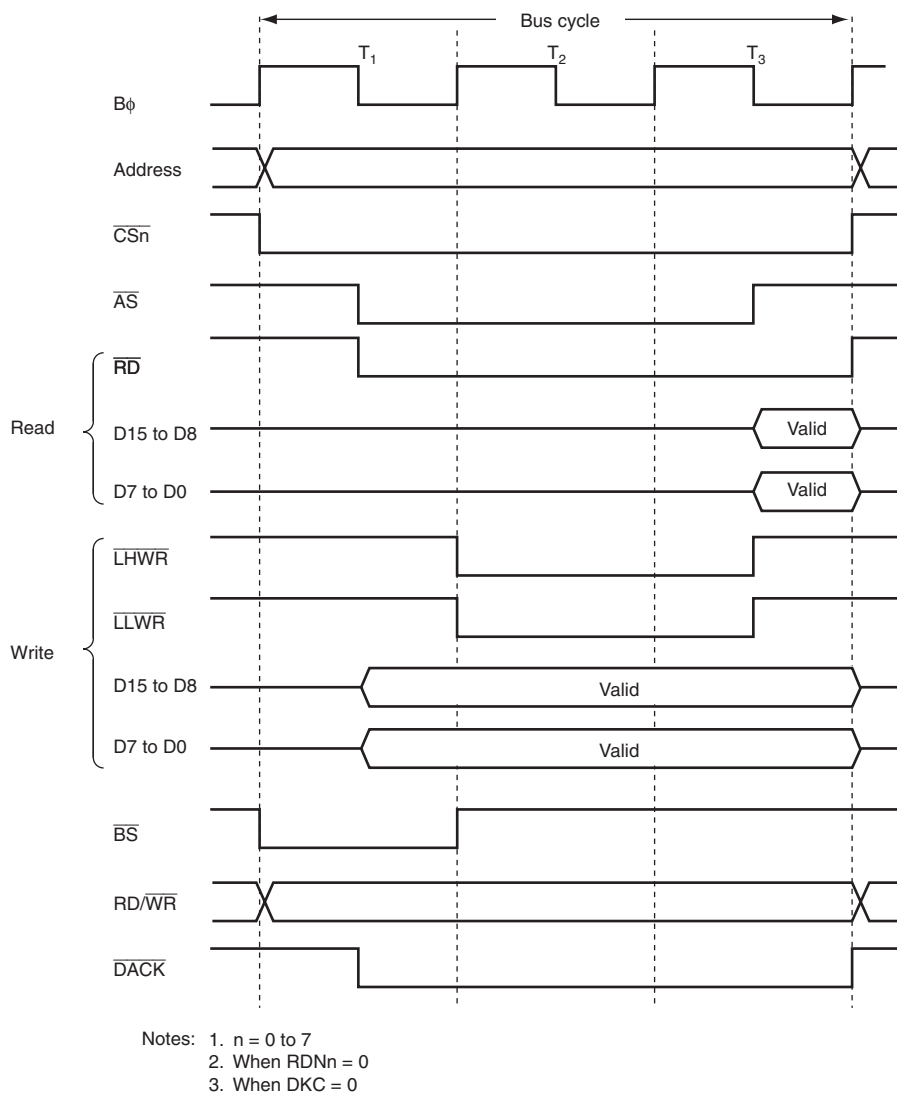 Bus cycle
T1 T2 T3
Bϕ
Address
CSn
AS
RD
Read
D15 to D8 Valid
D7 to D0 Valid
LHWR
LLWR
Write
D15 to D8 Valid
D7 to D0 Valid
BS
RD/WR
DACK
Notes: 1. n = 0 to 7
2. When RDNn = 0
3. When DKC = 0